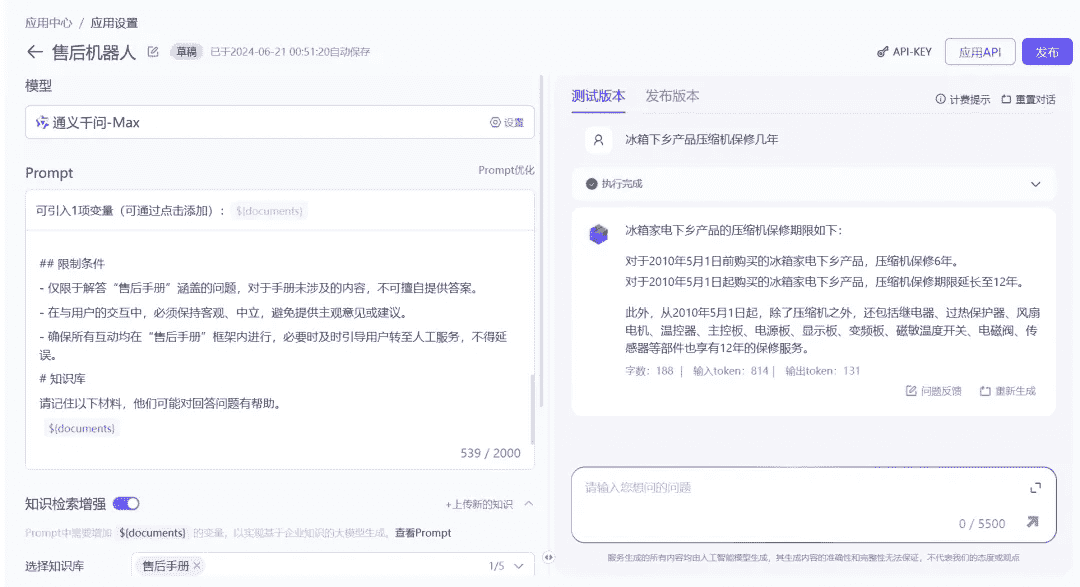 应用中心 / 应用设置
售后机器人 草稿 已于2024-06-21 00:51:20自动保存
API-KEY 应用API 发布
模型
通义千问-Max 设置
Prompt Prompt优化
可引入1项变量（可通过点击添加）： ${documents}
## 限制条件
- 仅限于解答“售后手册”涵盖的问题，对于手册未涉及的内容，不可擅自提供答案。
- 在与用户的交互中，必须保持客观、中立，避免提供主观意见或建议。
- 确保所有互动均在“售后手册”框架内进行，必要时及时引导用户转至人工服务，不得延
误。
# 知识库
请记住以下材料，他们可能对回答问题有帮助。
${documents}
539 / 2000
知识检索增强 +上传新的知识
Prompt中需要增加 ${documents} 的变量，以实现基于企业知识的大模型生成。查看Prompt
选择知识库 售后手册 × 1/5
测试版本 发布版本 计费提示 重置对话
冰箱下乡产品压缩机保修几年
执行完成
冰箱家电下乡产品的压缩机保修期限如下：
对于2010年5月1日前购买的冰箱家电下乡产品，压缩机保修6年。
对于2010年5月1日起购买的冰箱家电下乡产品，压缩机保修期限延长至12年。
此外，从2010年5月1日起，除了压缩机之外，还包括继电器、过热保护器、风扇
电机、温控器、主控板、电源板、显示板、变频板、磁敏温度开关、电磁阀、传
感器等部件也享有12年的保修服务。
字数：188 | 输入token：814 | 输出token：131
问题反馈 重新生成
请输入您想问的问题
0 / 5500
服务生成的所有内容均由人工智能模型生成，其生成内容的准确性和完整性无法保证，不代表我们的态度或观点